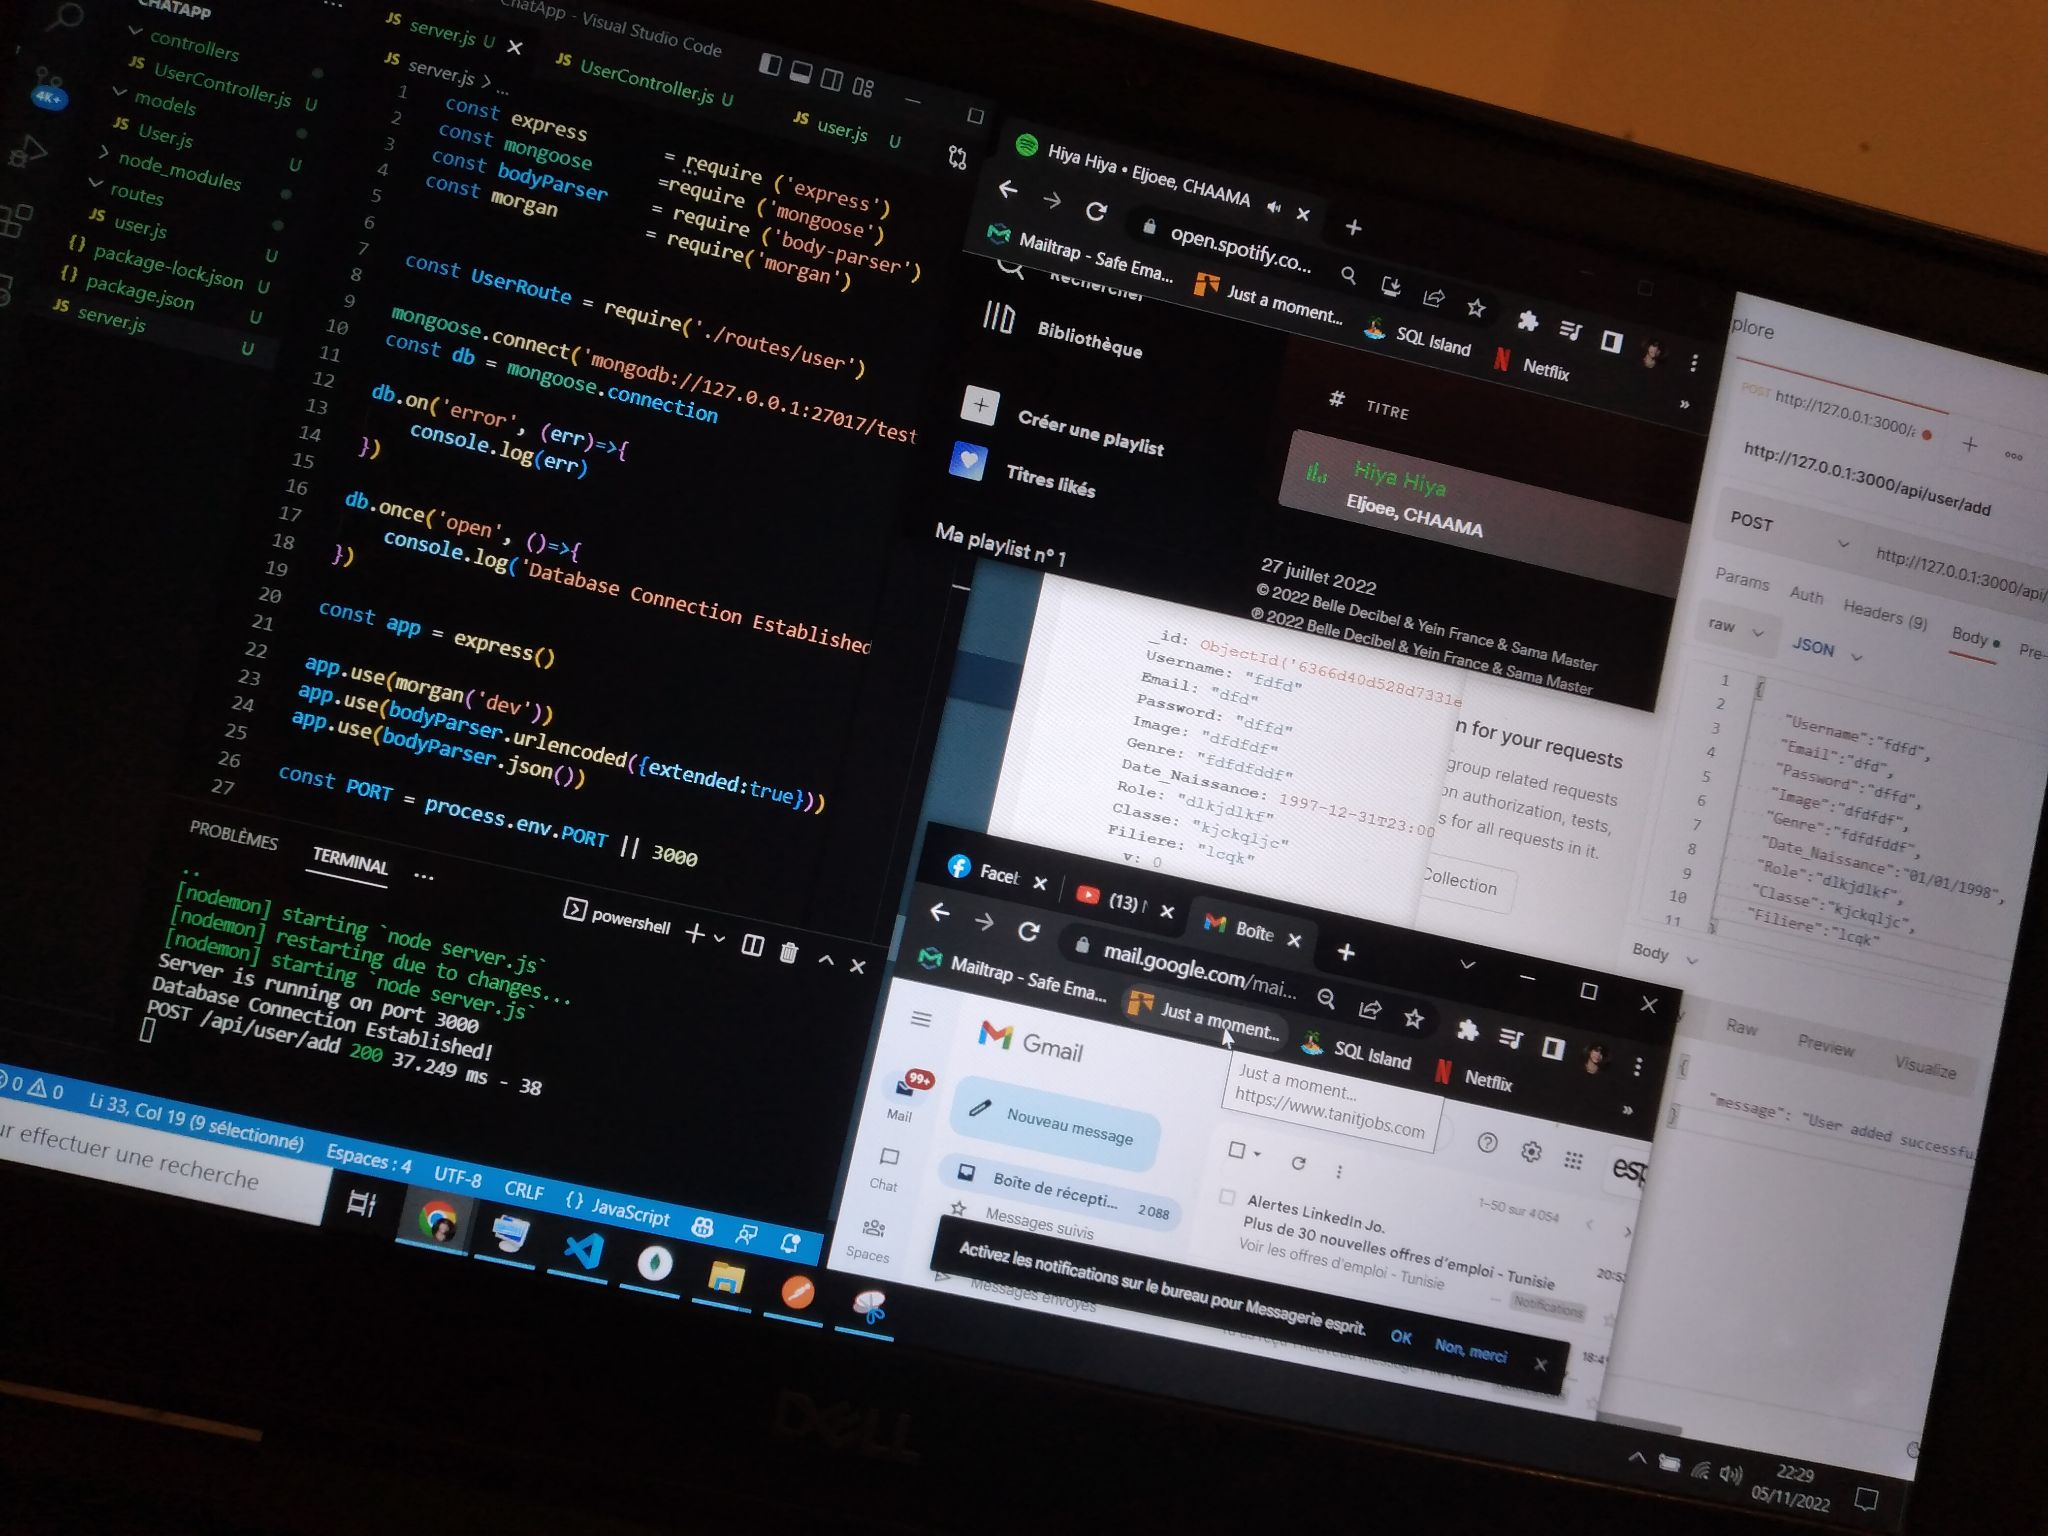 CHATAPP
controllers
JS UserController.js U
models
JS User.js U
node_modules
routes
JS user.js U
{} package-lock.json U
{} package.json U
JS server.js U
4K+
ChatApp - Visual Studio Code
JS server.js U
JS UserController.js U
JS user.js U
JS server.js > ...
1 const express = require ('express')
2 const mongoose =require ('mongoose')
3 const bodyParser = require ('body-parser')
4 const morgan = require('morgan')
5
6
7 const UserRoute = require('./routes/user')
8
9 mongoose.connect('mongodb://127.0.0.1:27017/test
10 const db = mongoose.connection
11
12 db.on('error', (err)=>{
13 console.log(err)
14 })
15
16 db.once('open', ()=>{
17 console.log('Database Connection Established
18 })
19
20 const app = express()
21
22 app.use(morgan('dev'))
23 app.use(bodyParser.urlencoded({extended:true}))
24 app.use(bodyParser.json())
25
26 const PORT = process.env.PORT || 3000
27
PROBLÈMES
TERMINAL
...
powershell
[nodemon] starting `node server.js`
[nodemon] restarting due to changes...
[nodemon] starting `node server.js`
Server is running on port 3000
Database Connection Established!
POST /api/user/add 200 37.249 ms - 38
0 0
Li 33, Col 19 (9 sélectionné)
Espaces : 4
UTF-8
CRLF
{} JavaScript
effectuer une recherche
Hiya Hiya • Eljoee, CHAAMA
open.spotify.co...
Mailtrap - Safe Ema...
Just a moment...
SQL Island
Netflix
»
Rechercher
Bibliothèque
Créer une playlist
Titres likés
Ma playlist n° 1
# TITRE
Hiya Hiya
Eljoee, CHAAMA
27 juillet 2022
© 2022 Belle Decibel & Yein France & Sama Master
℗ 2022 Belle Decibel & Yein France & Sama Master
_id: ObjectId('6366d40d528d7331e
Username: "fdfd"
Email: "dfd"
Password: "dffd"
Image: "dfdfdf"
Genre: "fdfdfddf"
Date_Naissance: 1997-12-31T23:00
Role: "dlkjdlkf"
Classe: "kjckqljc"
Filiere: "lcqk"
v: 0
n for your requests
group related requests
on authorization, tests,
s for all requests in it.
Collection
plore
POST http://127.0.0.1:3000/a
http://127.0.0.1:3000/api/user/add
POST
http://127.0.0.1:3000/api/
Params
Auth
Headers (9)
Body
Pre-
raw
JSON
1 {
2 "Username":"fdfd",
3 "Email":"dfd",
4 "Password":"dffd",
5 "Image":"dfdfdf",
6 "Genre":"fdfdfddf",
7 "Date_Naissance":"01/01/1998",
8 "Role":"dlkjdlkf",
9 "Classe":"kjckqljc",
10 "Filiere":"lcqk"
11 }
Body
Raw
Preview
Visualize
{
"message": "User added successfu
}
Faceb
(13)
Boîte
mail.google.com/mai...
Mailtrap - Safe Ema...
Just a moment...
SQL Island
Netflix
»
Just a moment...
https://www.tanitjobs.com
Gmail
99+
Mail
Chat
Spaces
Nouveau message
Boîte de récepti... 2 088
Messages suivis
Messages envoyés
esp
1–50 sur 4 054
Alertes LinkedIn Jo.
Plus de 30 nouvelles offres d'emploi - Tunisie
Voir les offres d'emploi - Tunisie
20:5
Notifications
Activez les notifications sur le bureau pour Messagerie esprit.
OK
Non, merci
18:4
DELL
22:29
05/11/2022